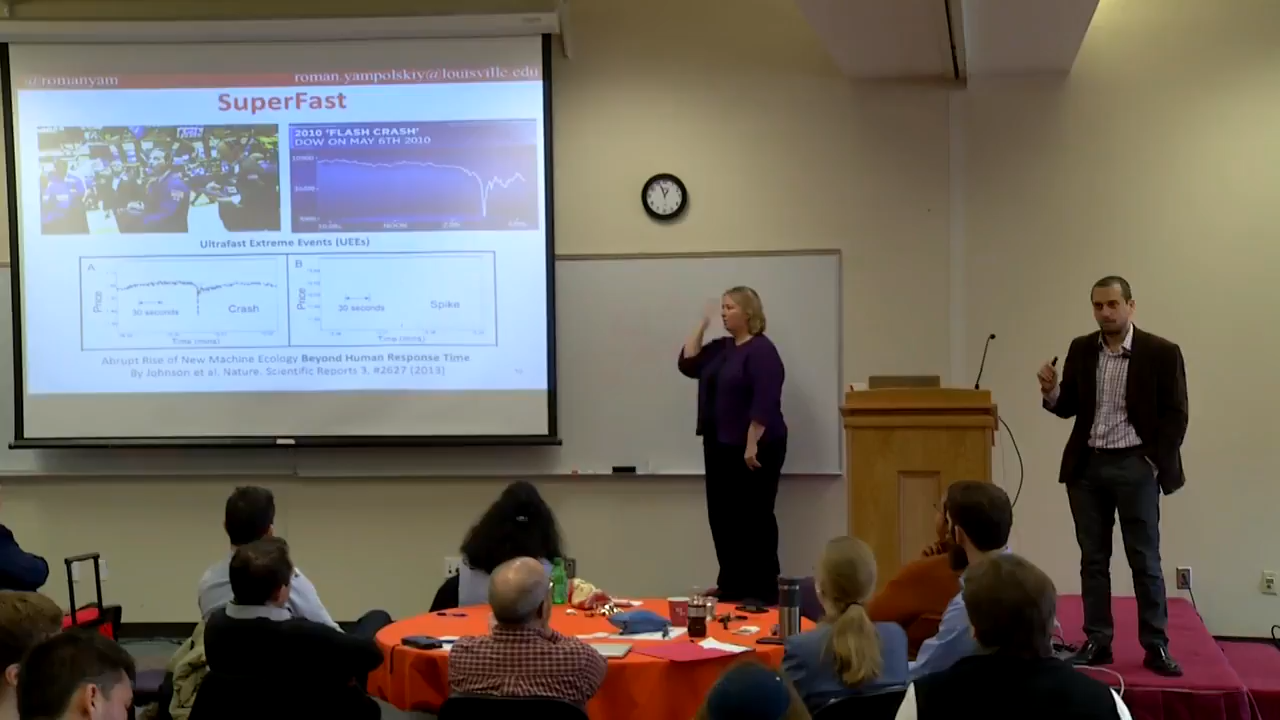 @romanyam
roman.yampolskiy@louisville.edu
SuperFast
2010 'FLASH CRASH'
DOW ON MAY 6TH 2010
NOON
Ultrafast Extreme Events (UEEs)
A
Price
30 seconds
Crash
Time (mins)
B
Price
30 seconds
Spike
Time (mins)
Abrupt Rise of New Machine Ecology Beyond Human Response Time
By Johnson et al. Nature. Scientific Reports 3, #2627 (2013)